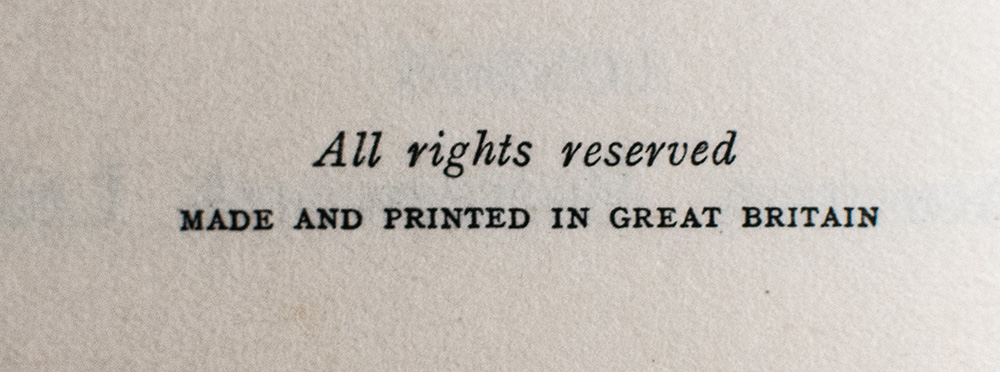 All rights reserved
MADE AND PRINTED IN GREAT BRITAIN